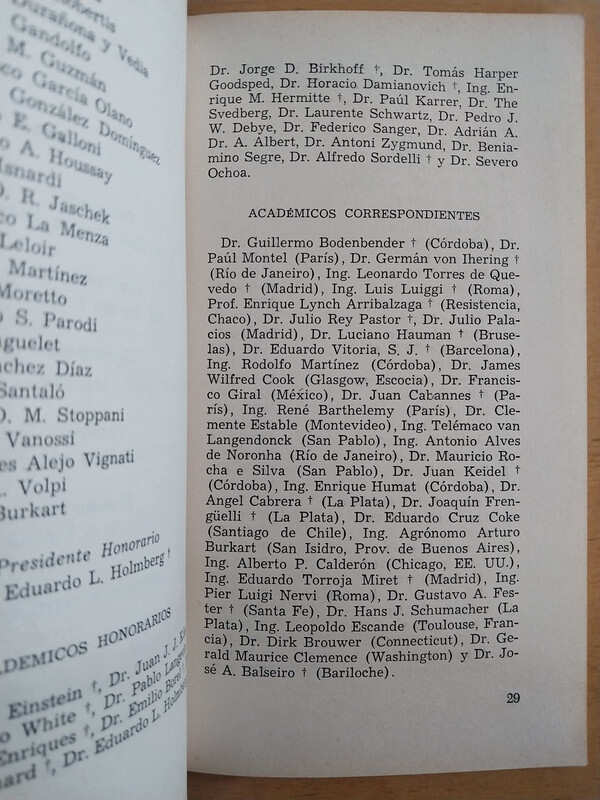 Durañona y Vedia
Gandolfo
M. Guzmán
García Olano
González Domínguez
E. Galloni
A. Houssay
R. Jaschek
La Menza
Leloir
Martínez
Moretto
S. Parodi
Sánchez Díaz
Santaló
O. M. Stoppani
Vanossi
Alejo Vignati
Volpi
Burkart
Presidente Honorario
Eduardo L. Holmberg †
ACADEMICOS HONORARIOS
Einstein †, Dr. Juan J. J.
White †, Dr. Pablo
Enriques †, Dr. Emilio
†, Dr. Eduardo L.
Dr. Jorge D. Birkhoff †, Dr. Tomás Harper
Goodsped, Dr. Horacio Damianovich †, Ing. En-
rique M. Hermitte †, Dr. Paúl Karrer, Dr. The
Svedberg, Dr. Laurente Schwartz, Dr. Pedro J.
W. Debye, Dr. Federico Sanger, Dr. Adrián A.
Dr. A. Albert, Dr. Antoni Zygmund, Dr. Benia-
mino Segre, Dr. Alfredo Sordelli † y Dr. Severo
Ochoa.
ACADÉMICOS CORRESPONDIENTES
Dr. Guillermo Bodenbender † (Córdoba), Dr.
Paúl Montel (París), Dr. Germán von Ihering †
(Río de Janeiro), Ing. Leonardo Torres de Que-
vedo † (Madrid), Ing. Luis Luiggi † (Roma),
Prof. Enrique Lynch Arribalzaga † (Resistencia,
Chaco), Dr. Julio Rey Pastor †, Dr. Julio Pala-
cios (Madrid), Dr. Luciano Hauman † (Bruse-
las), Dr. Eduardo Vitoria, S. J. † (Barcelona),
Ing. Rodolfo Martínez (Córdoba), Dr. James
Wilfred Cook (Glasgow, Escocia), Dr. Francis-
co Giral (México), Dr. Juan Cabannes † (Pa-
rís), Ing. René Barthelemy (París), Dr. Cle-
mente Estable (Montevideo), Ing. Telémaco van
Langendonck (San Pablo), Ing. Antonio Alves
de Noronha (Río de Janeiro), Dr. Mauricio Ro-
cha e Silva (San Pablo), Dr. Juan Keidel †
(Córdoba), Ing. Enrique Humat (Córdoba), Dr.
Angel Cabrera † (La Plata), Dr. Joaquín Fren-
güelli † (La Plata), Dr. Eduardo Cruz Coke
(Santiago de Chile), Ing. Agrónomo Arturo
Burkart (San Isidro, Prov. de Buenos Aires),
Ing. Alberto P. Calderón (Chicago, EE. UU.),
Ing. Eduardo Torroja Miret † (Madrid), Ing.
Pier Luigi Nervi (Roma), Dr. Gustavo A. Fes-
ter † (Santa Fe), Dr. Hans J. Schumacher (La
Plata), Ing. Leopoldo Escande (Toulouse, Fran-
cia), Dr. Dirk Brouwer (Connecticut), Dr. Ge-
rald Maurice Clemence (Washington) y Dr. Jo-
sé A. Balseiro † (Bariloche).
29